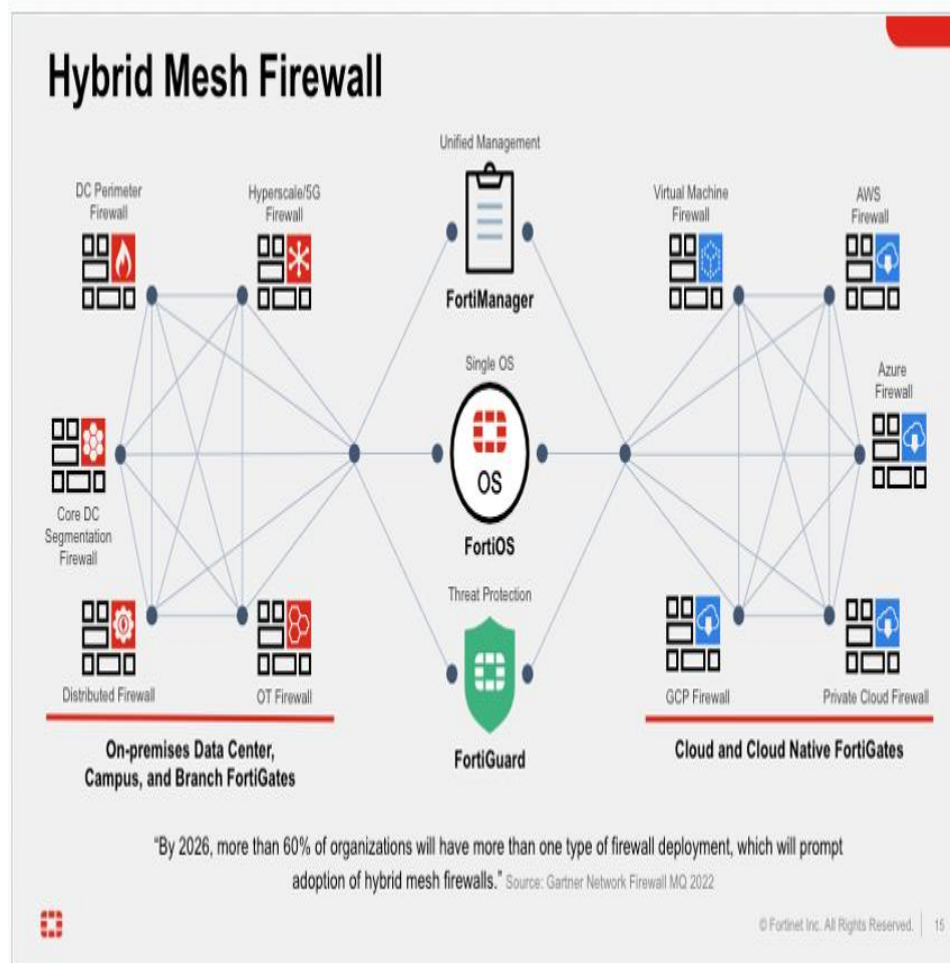 Hybrid Mesh Firewall
Unified Management
FortiManager
Single OS
OS
FortiOS
Threat Protection
FortiGuard
DC Perimeter
Firewall
Hyperscale/5G
Firewall
Core DC
Segmentation
Firewall
Distributed Firewall
OT Firewall
On-premises Data Center,
Campus, and Branch FortiGates
Virtual Machine
Firewall
AWS
Firewall
Azure
Firewall
GCP Firewall
Private Cloud Firewall
Cloud and Cloud Native FortiGates
“By 2026, more than 60% of organizations will have more than one type of firewall deployment, which will prompt
adoption of hybrid mesh firewalls.” Source: Gartner Network Firewall MQ 2022
© Fortinet Inc. All Rights Reserved. 15